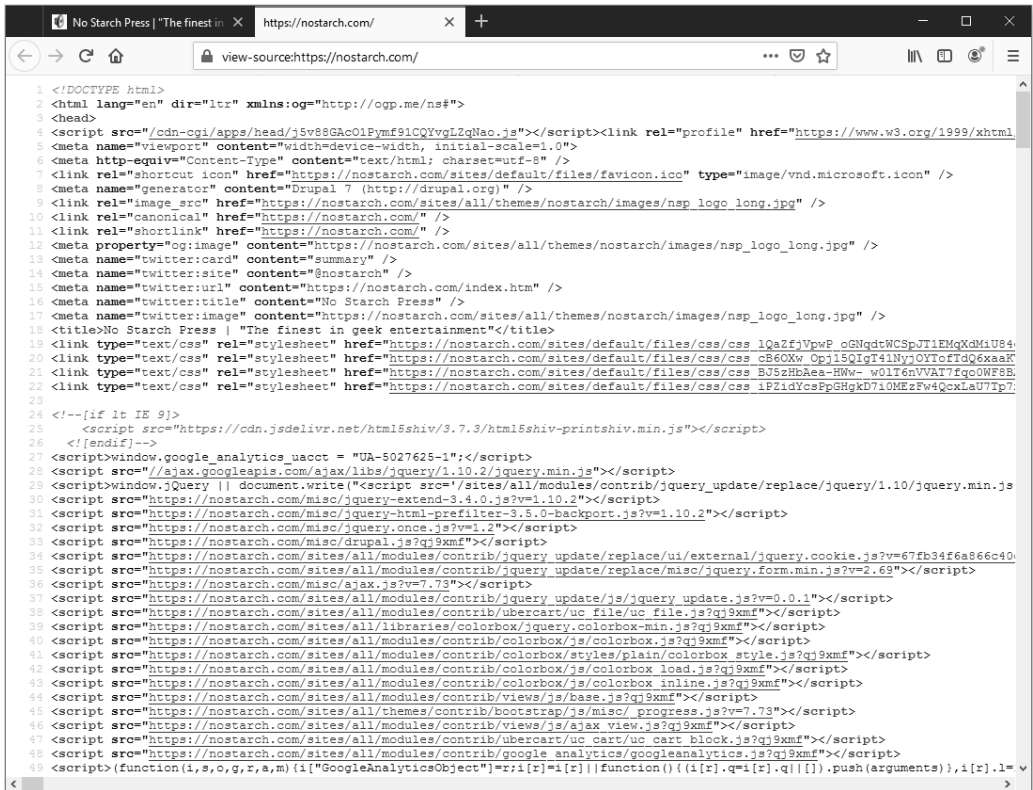 No Starch Press | "The finest in
https://nostarch.com/
view-source:https://nostarch.com/
1 <!DOCTYPE html>
2 <html lang="en" dir="ltr" xmlns:og="http://ogp.me/ns#">
3 <head>
4 <script src="/cdn-cgi/apps/head/j5v88GAcO1Pymf91CQYvgLZqNao.js"></script><link rel="profile" href="https://www.w3.org/1999/xhtml
5 <meta name="viewport" content="width=device-width, initial-scale=1.0">
6 <meta http-equiv="Content-Type" content="text/html; charset=utf-8" />
7 <link rel="shortcut icon" href="https://nostarch.com/sites/default/files/favicon.ico" type="image/vnd.microsoft.icon" />
8 <meta name="generator" content="Drupal 7 (http://drupal.org)" />
9 <link rel="image_src" href="https://nostarch.com/sites/all/themes/nostarch/images/nsp_logo_long.jpg" />
10 <link rel="canonical" href="https://nostarch.com/" />
11 <link rel="shortlink" href="https://nostarch.com/" />
12 <meta property="og:image" content="https://nostarch.com/sites/all/themes/nostarch/images/nsp_logo_long.jpg" />
13 <meta name="twitter:card" content="summary" />
14 <meta name="twitter:site" content="@nostarch" />
15 <meta name="twitter:url" content="https://nostarch.com/index.htm" />
16 <meta name="twitter:title" content="No Starch Press" />
17 <meta name="twitter:image" content="https://nostarch.com/sites/all/themes/nostarch/images/nsp_logo_long.jpg" />
18 <title>No Starch Press | "The finest in geek entertainment"</title>
19 <link type="text/css" rel="stylesheet" href="https://nostarch.com/sites/default/files/css/css_lQaZfjVpwP_oGNqdtWCSpJT1EMqXdMiU84
20 <link type="text/css" rel="stylesheet" href="https://nostarch.com/sites/default/files/css/css_cB6OXw_Opj15QIgT41NyjOYTofTdQ6xaaK
21 <link type="text/css" rel="stylesheet" href="https://nostarch.com/sites/default/files/css/css_BJ5zHbAea-HWw-_w0lT6nVVAT7fqo0WF8B
22 <link type="text/css" rel="stylesheet" href="https://nostarch.com/sites/default/files/css/css_iPZidYcsPpGHgkD7i0MEzFw4QcxLaU7Tp7
23
24 <!--[if lt IE 9]>
25 <script src="https://cdn.jsdelivr.net/html5shiv/3.7.3/html5shiv-printshiv.min.js"></script>
26 <![endif]-->
27 <script>window.google_analytics_uacct = "UA-5027625-1";</script>
28 <script src="//ajax.googleapis.com/ajax/libs/jquery/1.10.2/jquery.min.js"></script>
29 <script>window.jQuery || document.write("<script src='/sites/all/modules/contrib/jquery_update/replace/jquery/1.10/jquery.min.js
30 <script src="https://nostarch.com/misc/jquery-extend-3.4.0.js?v=1.10.2"></script>
31 <script src="https://nostarch.com/misc/jquery-html-prefilter-3.5.0-backport.js?v=1.10.2"></script>
32 <script src="https://nostarch.com/misc/jquery.once.js?v=1.2"></script>
33 <script src="https://nostarch.com/misc/drupal.js?qj9xmf"></script>
34 <script src="https://nostarch.com/sites/all/modules/contrib/jquery_update/replace/ui/external/jquery.cookie.js?v=67fb34f6a866c40
35 <script src="https://nostarch.com/sites/all/modules/contrib/jquery_update/replace/misc/jquery.form.min.js?v=2.69"></script>
36 <script src="https://nostarch.com/misc/ajax.js?v=7.73"></script>
37 <script src="https://nostarch.com/sites/all/modules/contrib/jquery_update/js/jquery_update.js?v=0.0.1"></script>
38 <script src="https://nostarch.com/sites/all/modules/contrib/ubercart/uc_file/uc_file.js?qj9xmf"></script>
39 <script src="https://nostarch.com/sites/all/libraries/colorbox/jquery.colorbox-min.js?qj9xmf"></script>
40 <script src="https://nostarch.com/sites/all/modules/contrib/colorbox/js/colorbox.js?qj9xmf"></script>
41 <script src="https://nostarch.com/sites/all/modules/contrib/colorbox/styles/plain/colorbox_style.js?qj9xmf"></script>
42 <script src="https://nostarch.com/sites/all/modules/contrib/colorbox/js/colorbox_load.js?qj9xmf"></script>
43 <script src="https://nostarch.com/sites/all/modules/contrib/colorbox/js/colorbox_inline.js?qj9xmf"></script>
44 <script src="https://nostarch.com/sites/all/modules/contrib/views/js/base.js?qj9xmf"></script>
45 <script src="https://nostarch.com/sites/all/themes/contrib/bootstrap/js/misc/_progress.js?v=7.73"></script>
46 <script src="https://nostarch.com/sites/all/modules/contrib/views/js/ajax_view.js?qj9xmf"></script>
47 <script src="https://nostarch.com/sites/all/modules/contrib/ubercart/uc_cart/uc_cart_block.js?qj9xmf"></script>
48 <script src="https://nostarch.com/sites/all/modules/contrib/google_analytics/googleanalytics.js?qj9xmf"></script>
49 <script>(function(i,s,o,g,r,a,m){i["GoogleAnalyticsObject"]=r;i[r]=i[r]||function(){(i[r].q=i[r].q||[]).push(arguments)},i[r].l=